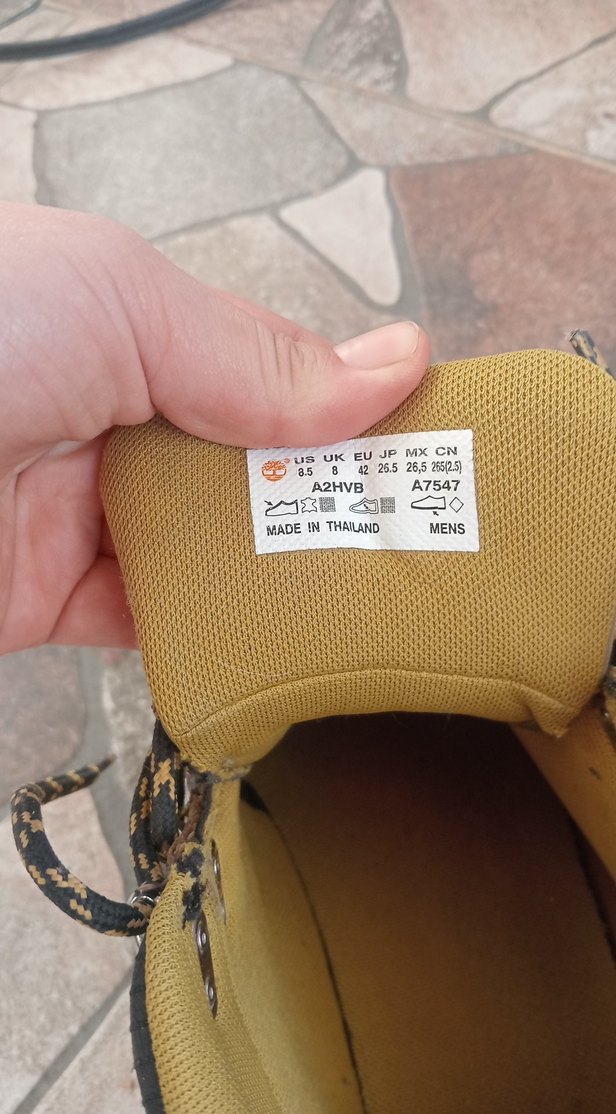 US UK EU JP MX CN
8.5 8 42 26.5 26,5 265(2.5)
A2HVB A7547
MADE IN THAILAND MENS